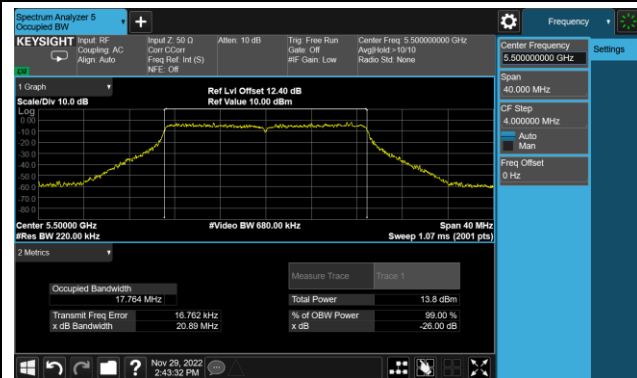 Spectrum Analyzer 5
Occupied BW
Frequency
KEYSIGHT
Input: RF
Coupling: AC
Align: Auto
Input Z: 50 Ω
Corr CCorr
Freq Ref: Int (S)
NFE: Off
Atten: 10 dB
Trig: Free Run
Gate: Off
#IF Gain: Low
Center Freq: 5.500000000 GHz
Avg|Hold:>10/10
Radio Std: None
Center Frequency
5.500000000 GHz
Settings
Span
40.000 MHz
CF Step
4.000000 MHz
Auto
Man
Freq Offset
0 Hz
1 Graph
Scale/Div 10.0 dB
Ref Lvl Offset 12.40 dB
Ref Value 10.00 dBm
Log
0.00
-10.0
-20.0
-30.0
-40.0
-50.0
-60.0
-70.0
-80.0
Center 5.50000 GHz
#Res BW 220.00 kHz
#Video BW 680.00 kHz
Span 40 MHz
Sweep 1.07 ms (2001 pts)
2 Metrics
Measure Trace
Trace 1
Occupied Bandwidth
17.764 MHz
Total Power
13.8 dBm
Transmit Freq Error
16.762 kHz
% of OBW Power
99.00 %
x dB Bandwidth
20.89 MHz
x dB
-26.00 dB
?
Nov 29, 2022
2:43:32 PM